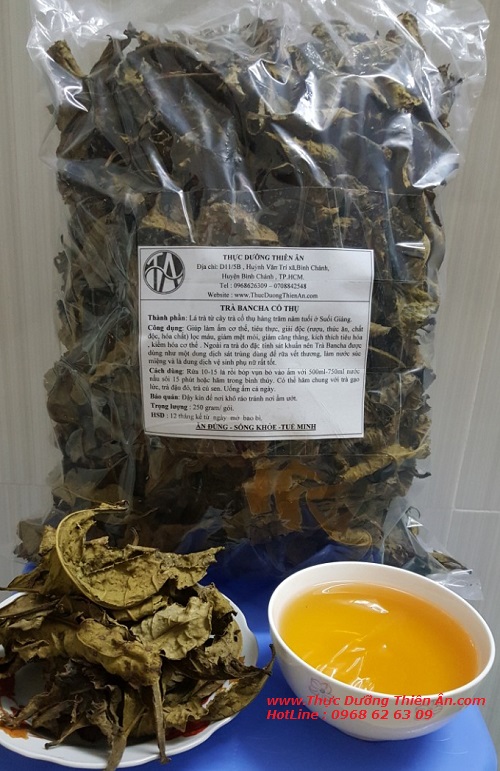 TA
THỰC DƯỠNG THIÊN ÂN
Địa chỉ: D11/5B , Huỳnh Văn Trí xã,Bình Chánh,
Huyện Bình Chánh , TP.HCM.
Tel : 0968626309 – 0708842548
Website : www.ThucDuongThienAn.com
TRÀ BANCHA CỔ THỤ
Thành phần: Lá trà từ cây trà cổ thụ hàng trăm năm tuổi ở Suối Giàng.
Công dụng: Giúp làm ấm cơ thể, tiêu thực, giải độc (rượu, thức ăn, chất
độc, hóa chất) lọc máu, giảm mệt mỏi, giảm căng thẳng, kích thích tiêu hóa
, kiềm hóa cơ thể . Ngoài ra trà do đặc tính sát khuẩn nên Trà Bancha được
dùng như một dung dịch sát trùng dùng để rữa vết thương, làm nước súc
miệng và là dung dịch vệ sinh phụ nữ rất tốt.
Cách dùng: Rửa 10-15 lá rồi bóp vụn bỏ vào ấm với 500ml-750ml nước
nấu sôi 15 phút hoặc hãm trong bình thủy. Có thể hãm chung với trà gạo
lức, trà đậu đỏ, trà củ sen. Uống ấm cả ngày.
Bảo quản: Đậy kín để nơi khô ráo tránh nơi ẩm ướt.
Trọng lượng : 250 gram/ gói.
HSD : 12 tháng kể từ ngày mở bao bì.
ĂN ĐÚNG - SỐNG KHỎE -TUỆ MINH
www.Thực Dưỡng Thiên Ân.com
HotLine : 0968 62 63 09